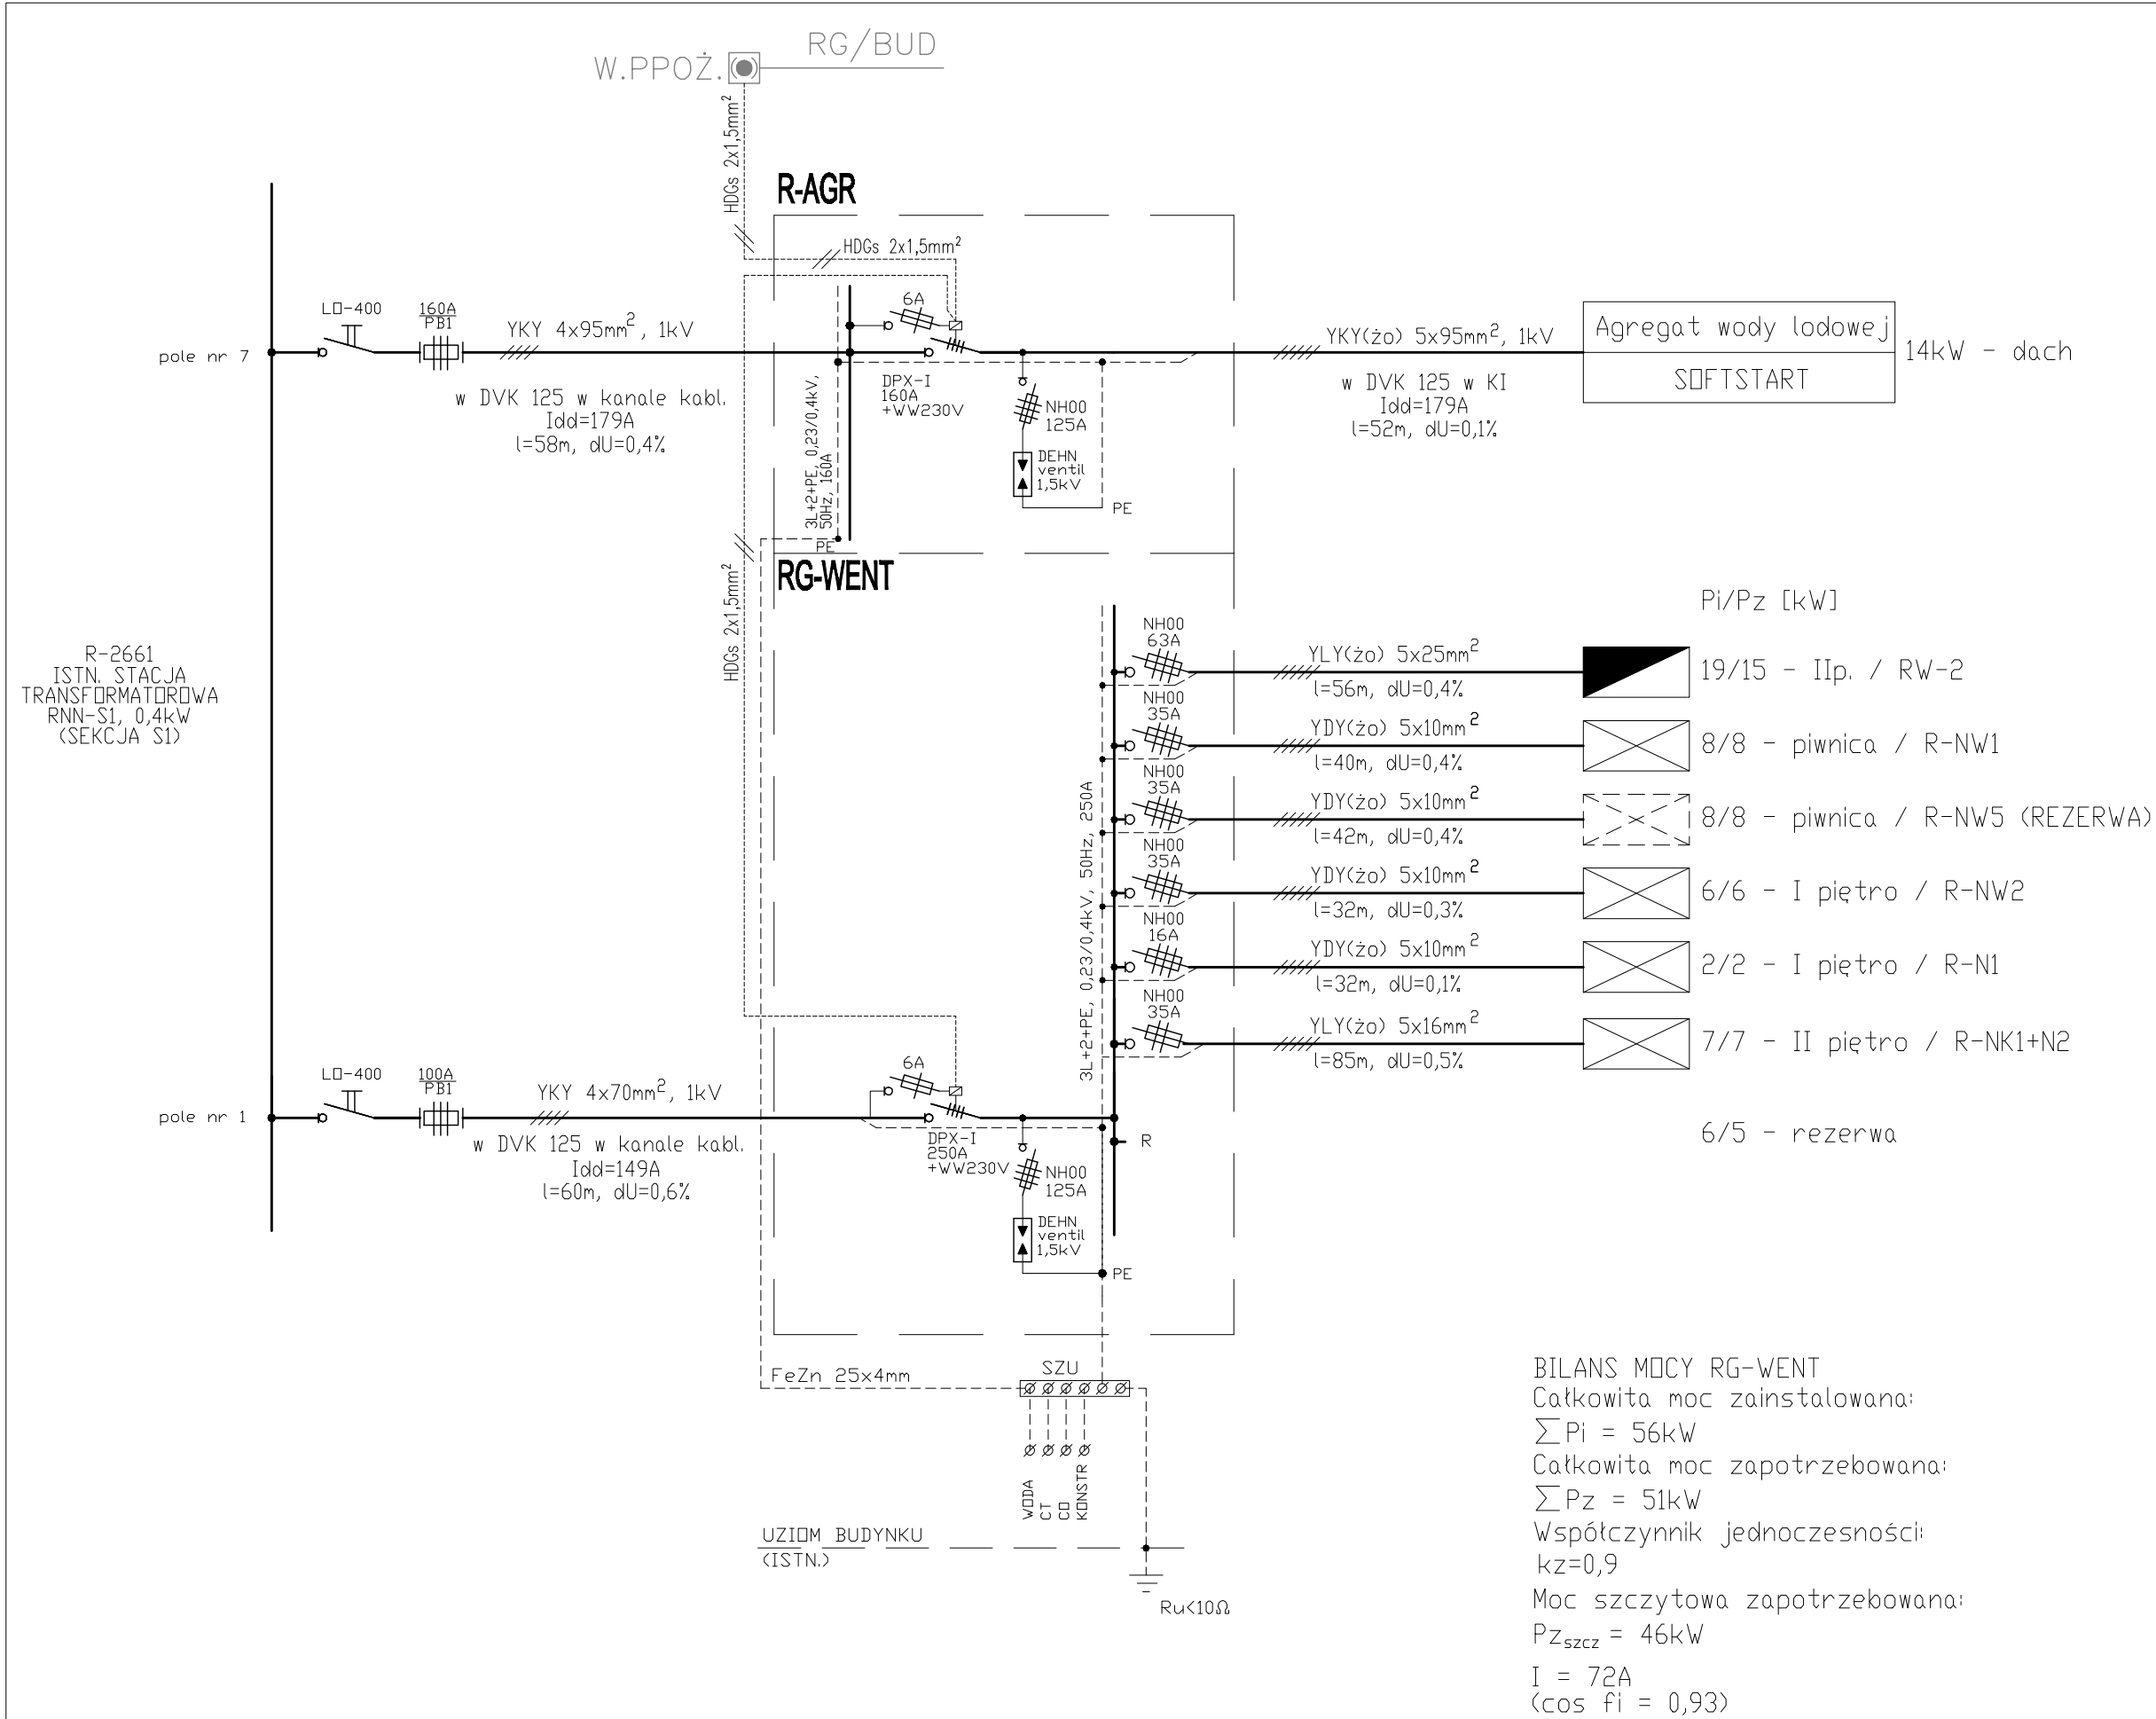 RG/BUD
W.PPOŻ.
HDGs 2x1,5mm²
R-AGR
HDGs 2x1,5mm²
pole nr 7
LO-400
160A
PB1
YKY 4x95mm², 1kV
w DVK 125 w kanale kabl.
Idd=179A
l=58m, dU=0,4%
6A
DPX-I
160A
+WW230V
NH00
125A
DEHN
ventil
1,5kV
PE
3L+2+PE, 0,23/0,4kV,
50Hz, 160A
PE
YKY(żo) 5x95mm², 1kV
w DVK 125 w KI
Idd=179A
l=52m, dU=0,1%
Agregat wody lodowej
SOFTSTART
14kW - dach
RG-WENT
HDGs 2x1,5mm²
R-2661
ISTN. STACJA
TRANSFORMATOROWA
RNN-S1, 0,4kW
(SEKCJA S1)
Pi/Pz [kW]
NH00
63A
YLY(żo) 5x25mm²
l=56m, dU=0,4%
19/15 - IIp. / RW-2
NH00
35A
YDY(żo) 5x10mm²
l=40m, dU=0,4%
8/8 - piwnica / R-NW1
NH00
35A
YDY(żo) 5x10mm²
l=42m, dU=0,4%
8/8 - piwnica / R-NW5 (REZERWA)
NH00
35A
YDY(żo) 5x10mm²
l=32m, dU=0,3%
6/6 - I piętro / R-NW2
NH00
16A
YDY(żo) 5x10mm²
l=32m, dU=0,1%
2/2 - I piętro / R-N1
NH00
35A
YLY(żo) 5x16mm²
l=85m, dU=0,5%
7/7 - II piętro / R-NK1+N2
3L+2+PE, 0,23/0,4kV, 50Hz, 250A
pole nr 1
LO-400
100A
PB1
YKY 4x70mm², 1kV
w DVK 125 w kanale kabl.
Idd=149A
l=60m, dU=0,6%
6A
DPX-I
250A
+WW230V
NH00
125A
DEHN
ventil
1,5kV
PE
R
6/5 - rezerwa
FeZn 25x4mm
SZU
WODA
CT
CO
KONSTR
UZIOM BUDYNKU
(ISTN.)
Ru<10Ω
BILANS MOCY RG-WENT
Całkowita moc zainstalowana:
∑Pi = 56kW
Całkowita moc zapotrzebowana:
∑Pz = 51kW
Współczynnik jednoczesności:
kz=0,9
Moc szczytowa zapotrzebowana:
Pzszcz = 46kW
I = 72A
(cos fi = 0,93)